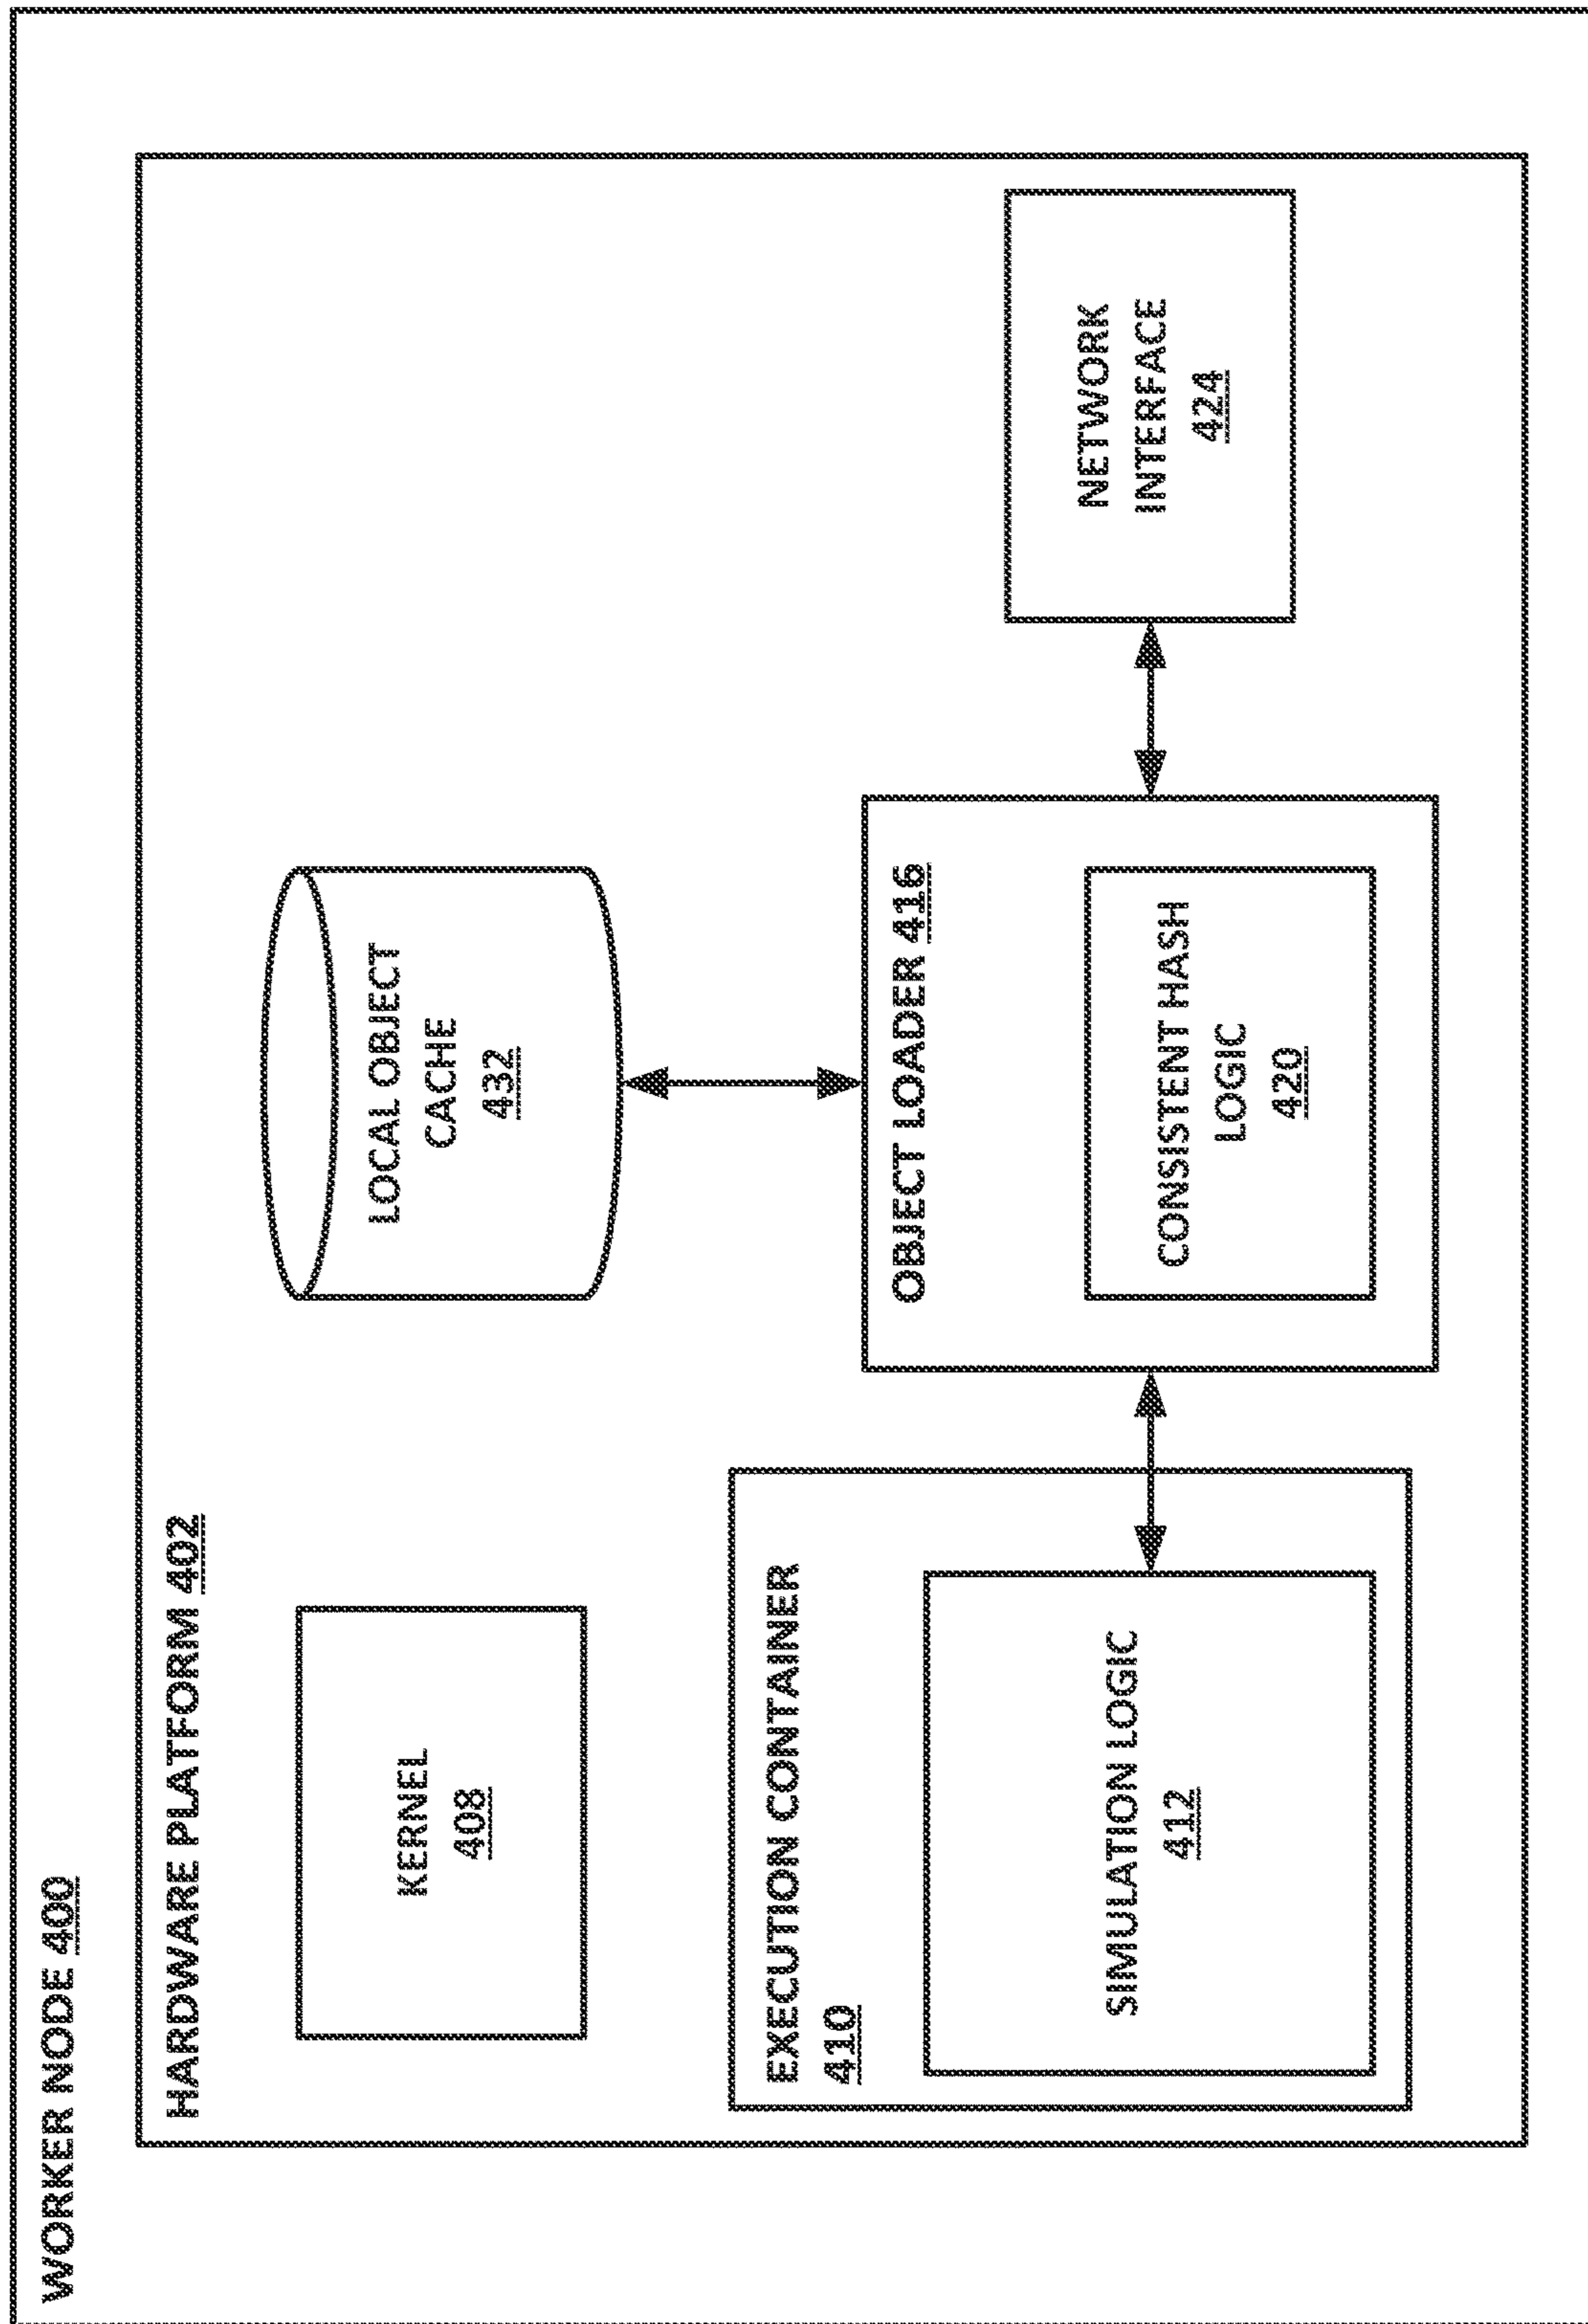 WORKER NODE 400
HARDWARE PLATFORM 402
KERNEL
408
LOCAL OBJECT
CACHE
432
EXECUTION CONTAINER
410
SIMULATION LOGIC
412
OBJECT LOADER 416
CONSISTENT HASH
LOGIC
420
NETWORK
INTERFACE
424